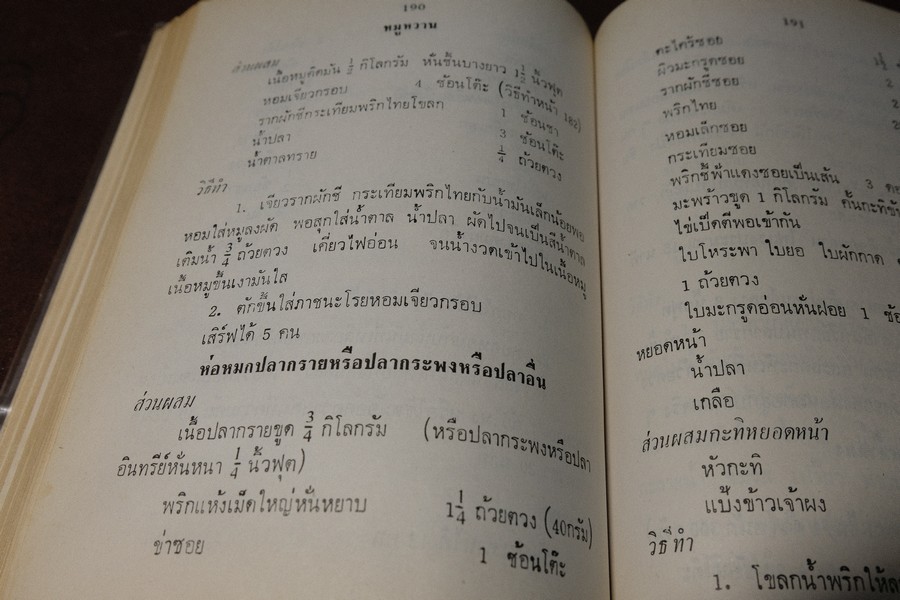 190
หมูหวาน
ส่วนผสม
เนื้อหมูติดมัน 1/2 กิโลกรัม หั่นชิ้นบางยาว 1 1/2 นิ้วฟุต
หอมเจียวกรอบ 4 ช้อนโต๊ะ (วิธีทำหน้า 182)
รากผักชีกระเทียมพริกไทยโขลก 1 ช้อนชา
น้ำปลา 3 ช้อนโต๊ะ
น้ำตาลทราย 1/4 ถ้วยตวง
วิธีทำ
1. เจียวรากผักชี กระเทียมพริกไทยกับน้ำมันเล็กน้อยพอ
หอมใส่หมูลงผัด พอสุกใส่น้ำตาล น้ำปลา ผัดไปจนเป็นสีน้ำตาล
เติมน้ำ 3/4 ถ้วยตวง เคี่ยวไฟอ่อน จนน้ำงวดเข้าไปในเนื้อหมู
เนื้อหมูขึ้นเงามันใส
2. ตักขึ้นใส่ภาชนะโรยหอมเจียวกรอบ
เสิร์ฟได้ 5 คน
ห่อหมกปลากรายหรือปลากระพงหรือปลาอื่น
ส่วนผสม
เนื้อปลากรายขูด 3/4 กิโลกรัม (หรือปลากระพงหรือปลา
อินทรีย์หั่นหนา 1/4 นิ้วฟุต)
พริกแห้งเม็ดใหญ่หั่นหยาบ 1 1/4 ถ้วยตวง (40กรัม)
ข่าซอย 1 ช้อนโต๊ะ
191
ตะไคร้ซอย
ผิวมะกรูดซอย
รากผักชีซอย 2
พริกไทย
หอมเล็กซอย 2
กระเทียมซอย
พริกชี้ฟ้าแดงซอยเป็นเส้น 3
มะพร้าวขูด 1 กิโลกรัม คั้นกะทิข้น
ไข่เป็ดตีพอเข้ากัน
ใบโหระพา ใบยอ ใบผักกาด
1 ถ้วยตวง
ใบมะกรูดอ่อนหั่นฝอย 1
หยอดหน้า
น้ำปลา
เกลือ
ส่วนผสมกะทิหยอดหน้า
หัวกะทิ
แป้งข้าวเจ้าผง
วิธีทำ
1. โขลกน้ำพริกให้